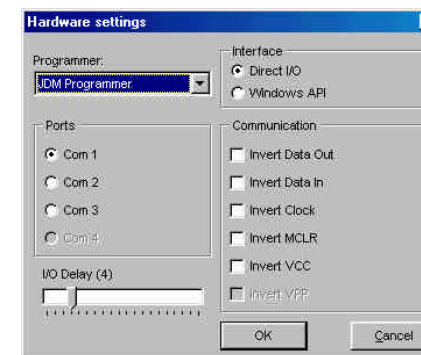 Hardware settings
Programmer:
JDM Programmer
Interface
Direct I/O
Windows API
Ports
Com 1
Com 2
Com 3
Com 4
I/O Delay (4)
Communication
Invert Data Out
Invert Data In
Invert Clock
Invert MCLR
Invert VCC
Invert VPP
OK
Cancel